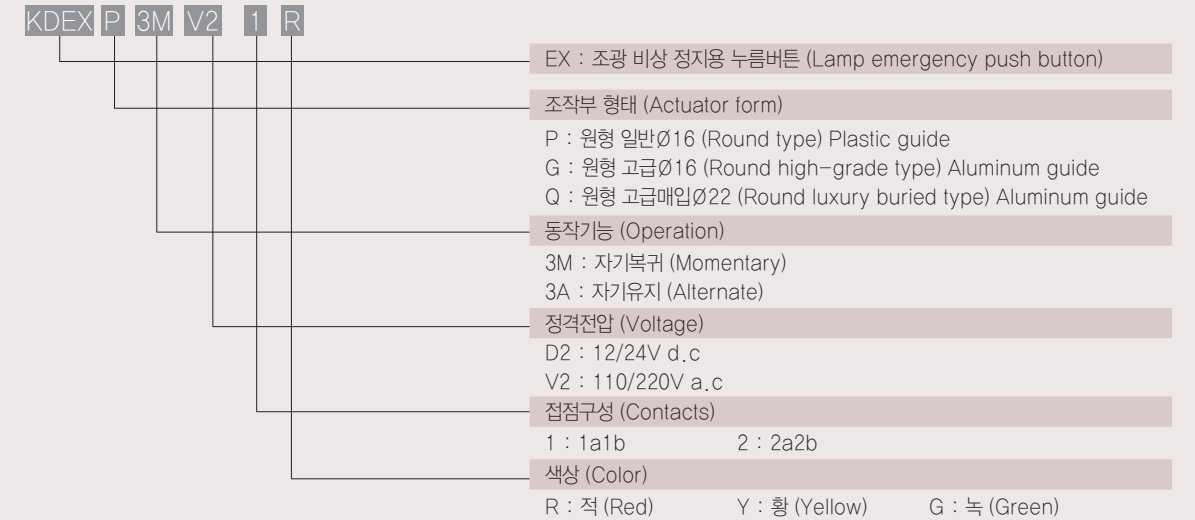 KDEX P 3M V2 1 R
EX : 조광 비상 정지용 누름버튼 (Lamp emergency push button)
조작부 형태 (Actuator form)
P : 원형 일반Ø16 (Round type) Plastic guide
G : 원형 고급Ø16 (Round high-grade type) Aluminum guide
Q : 원형 고급매입Ø22 (Round luxury buried type) Aluminum guide
동작기능 (Operation)
3M : 자기복귀 (Momentary)
3A : 자기유지 (Alternate)
정격전압 (Voltage)
D2 : 12/24V d.c
V2 : 110/220V a.c
접점구성 (Contacts)
1 : 1a1b 2 : 2a2b
색상 (Color)
R : 적 (Red) Y : 황 (Yellow) G : 녹 (Green)